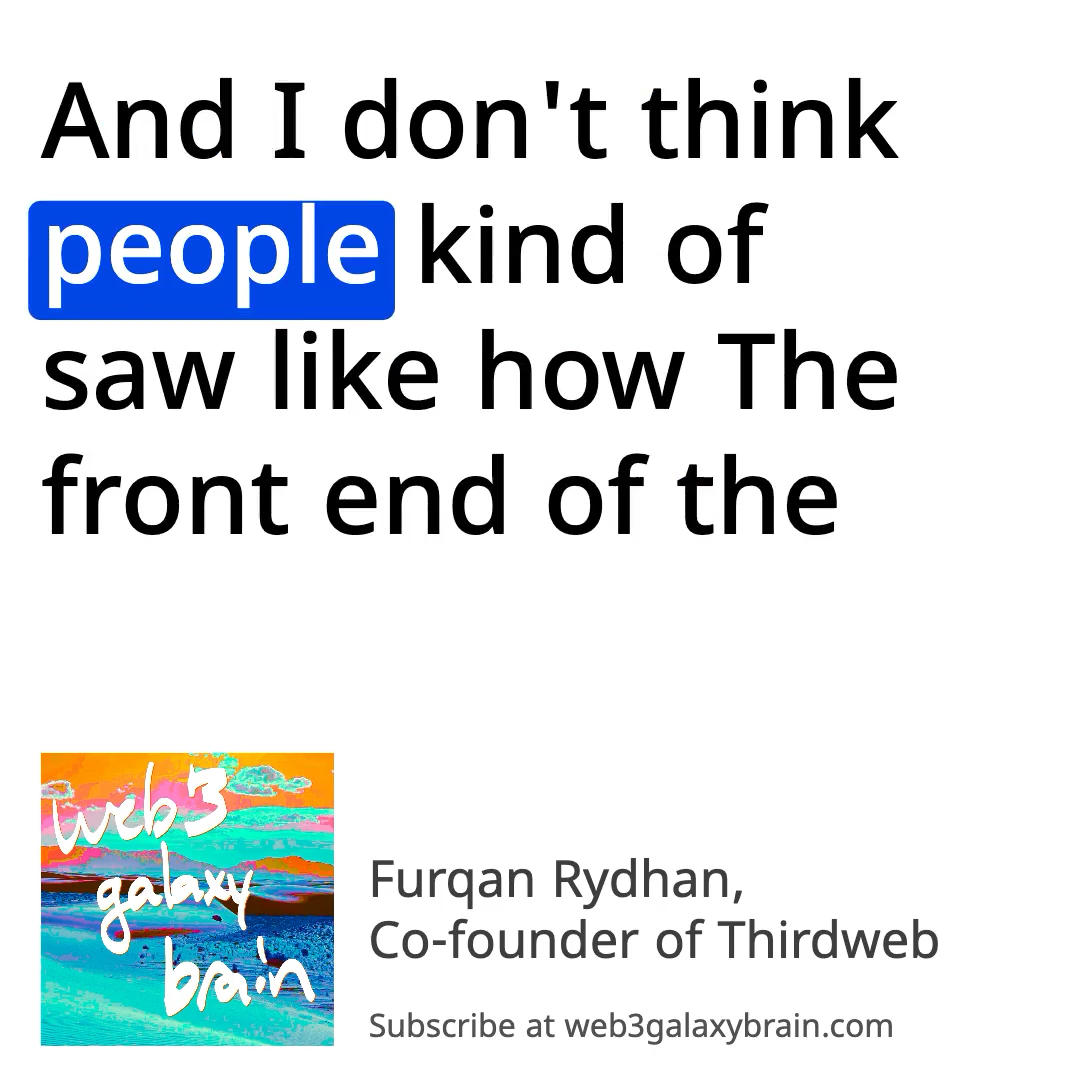 And I don't think
people kind of
saw like how The
front end of the
web3
galaxy
brain
Furqan Rydhan,
Co-founder of Thirdweb
Subscribe at web3galaxybrain.com